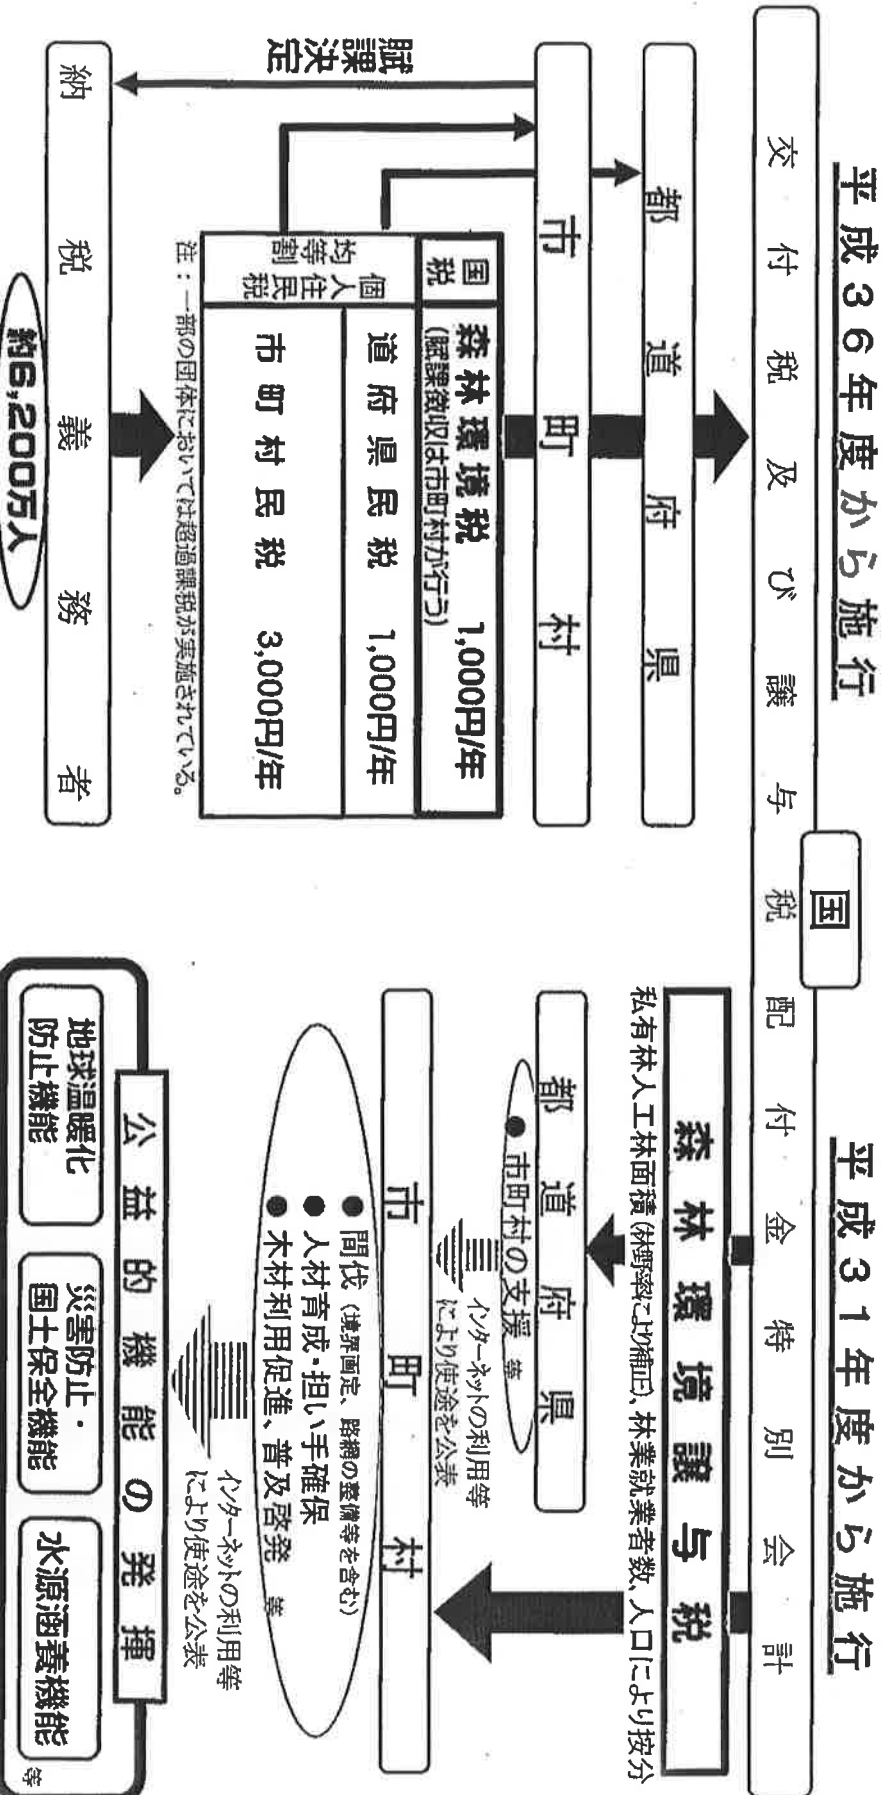 平成36年度から施行
平成31年度から施行
国
交付税及び譲与税配付金特別会計
都道府県
市町村
賦課決定
国税
森林環境税 1,000円/年
(賦課徴収は市町村が行う)
個人住民税
均等割
道府県民税 1,000円/年
市町村民税 3,000円/年
注：一部の団体においては超過課税が実施されている。
納税義務者
約6,200万人
森林環境譲与税
私有林人工林面積(林野率により補正)、林業就業者数、人口により按分
都道府県
●市町村の支援 等
インターネットの利用等
により使途を公表
市町村
●間伐(境界画定、路網の整備等を含む)
●人材育成・担い手確保
●木材利用促進、普及啓発 等
インターネットの利用等
により使途を公表
公益的機能の発揮
地球温暖化
防止機能
災害防止・
国土保全機能
水源涵養機能
等